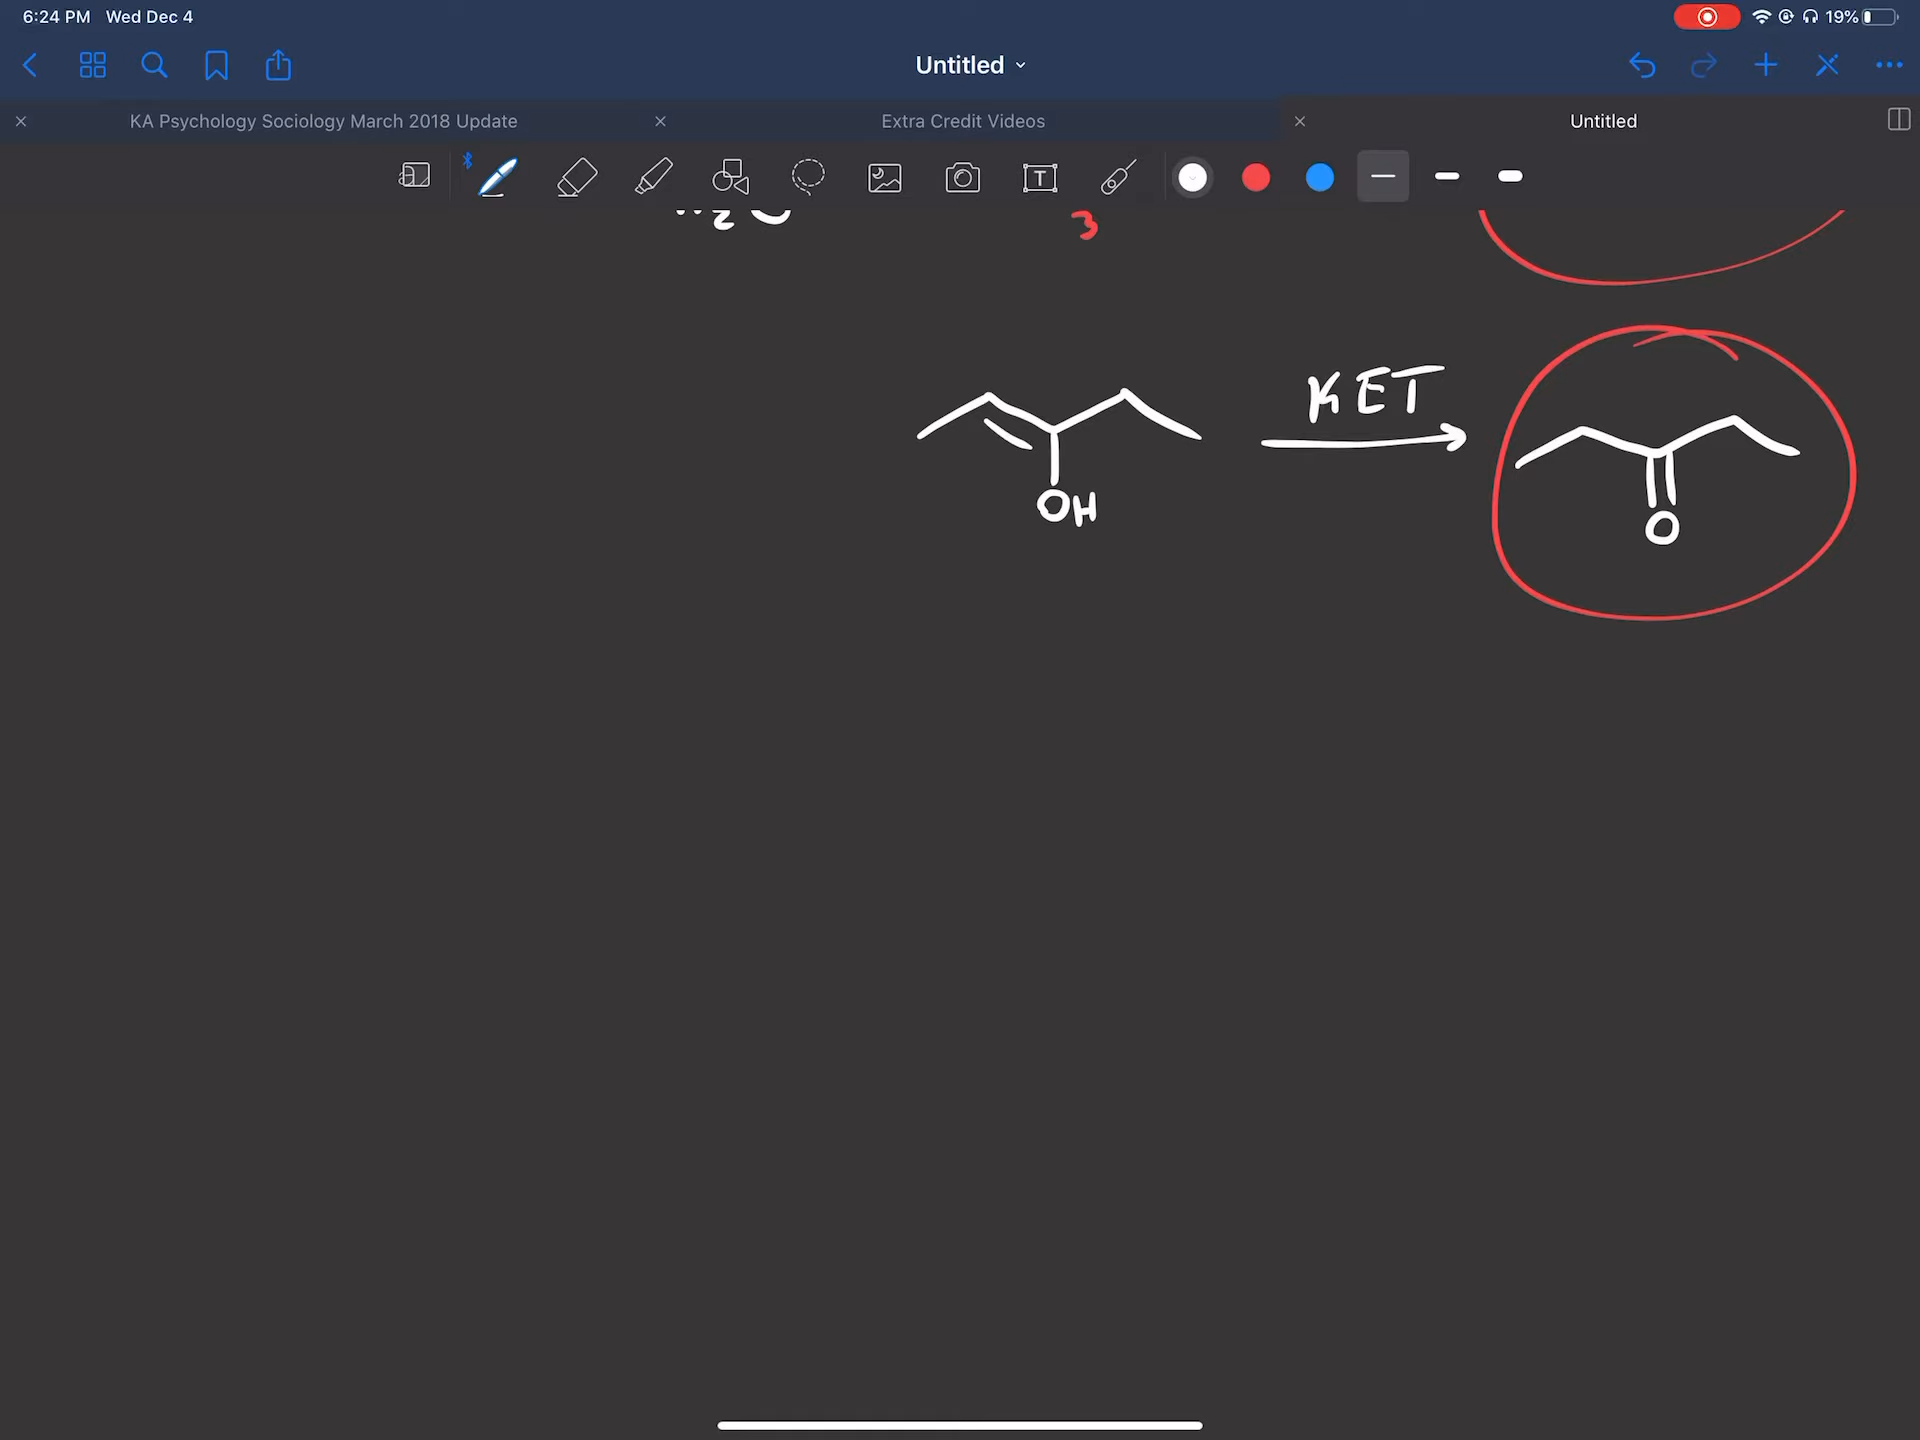 6:24 PM Wed Dec 4 19%
Untitled
KA Psychology Sociology March 2018 Update Extra Credit Videos Untitled
T
3
KET
OH
O